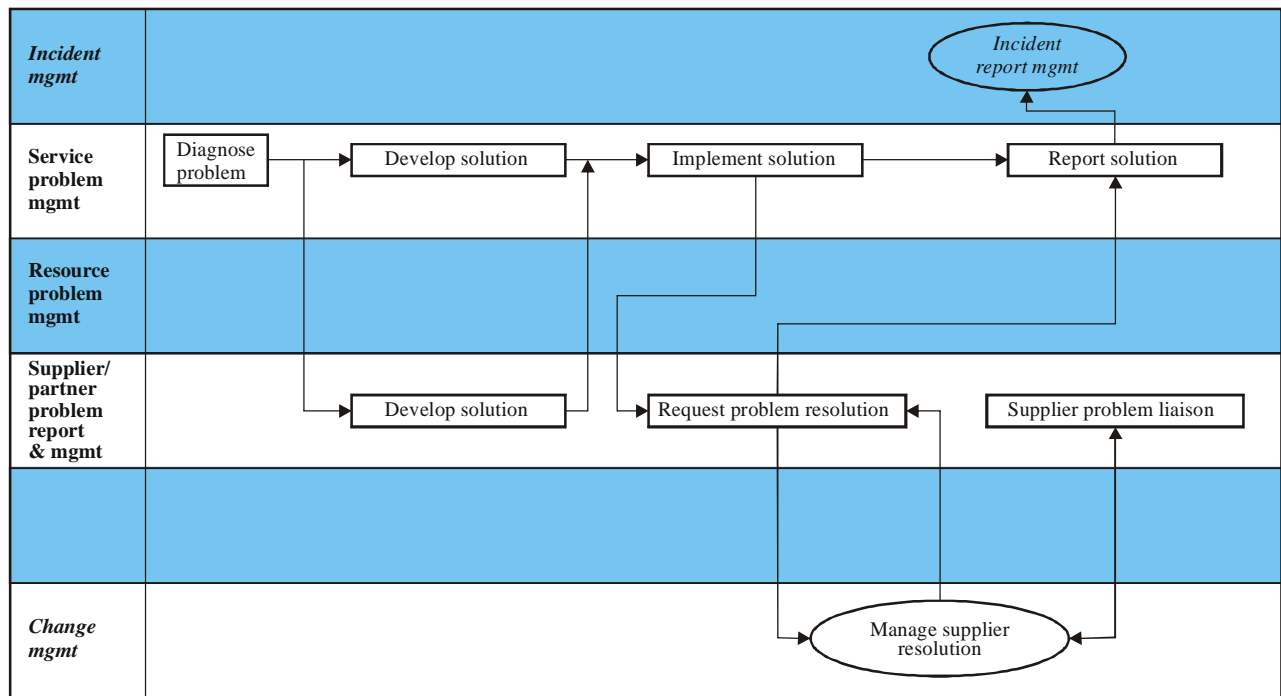 Incident
mgmt
Incident
report mgmt
Service
problem
mgmt
Diagnose
problem
Develop solution
Implement solution
Report solution
Resource
problem
mgmt
Supplier/
partner
problem
report
& mgmt
Develop solution
Request problem resolution
Supplier problem liaison
Change
mgmt
Manage supplier
resolution